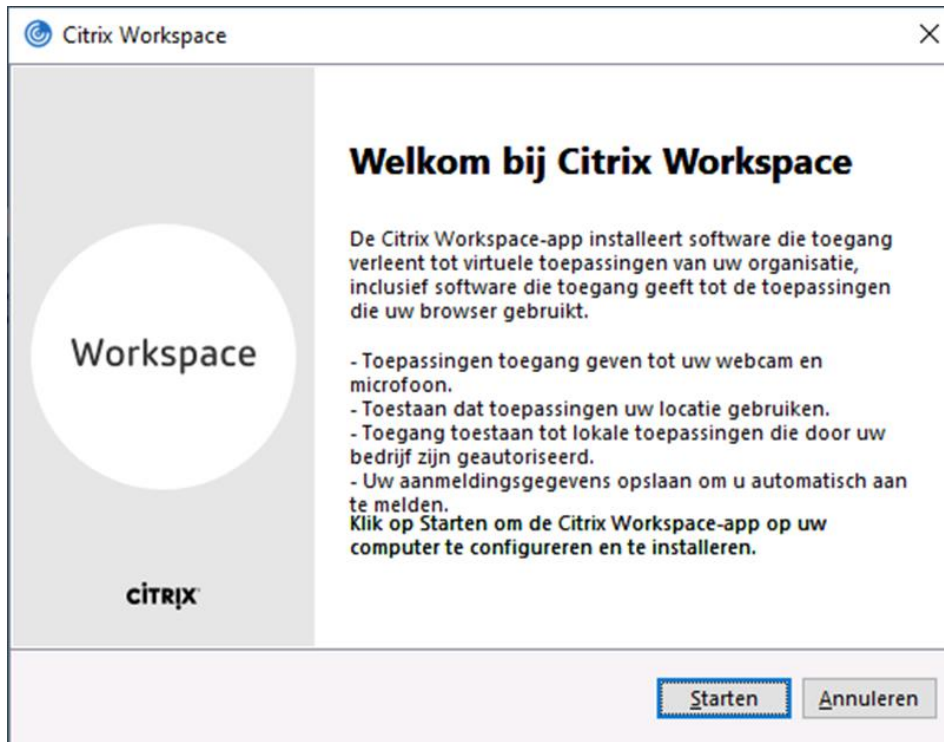 Citrix Workspace
Welkom bij Citrix Workspace
De Citrix Workspace-app installeert software die toegang
verleent tot virtuele toepassingen van uw organisatie,
inclusief software die toegang geeft tot de toepassingen
die uw browser gebruikt.
- Toepassingen toegang geven tot uw webcam en
microfoon.
- Toestaan dat toepassingen uw locatie gebruiken.
- Toegang toestaan tot lokale toepassingen die door uw
bedrijf zijn geautoriseerd.
- Uw aanmeldingsgegevens opslaan om u automatisch aan
te melden.
Klik op Starten om de Citrix Workspace-app op uw
computer te configureren en te installeren.
Workspace
citrix
Starten
Annuleren